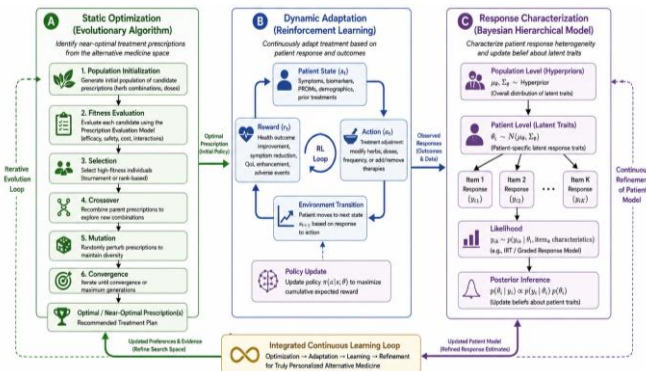 A
Static Optimization
(Evolutionary Algorithm)
Identify near-optimal treatment prescriptions
from the alternative medicine space
1. Population Initialization
Generate initial population of candidate
prescriptions (herb combinations, doses)
2. Fitness Evaluation
Evaluate each candidate using the
Prescription Evaluation Model
(efficacy, safety, cost, interactions)
3. Selection
Select high-fitness individuals
(tournament or rank-based)
4. Crossover
Recombine parent prescriptions to
explore new combinations
5. Mutation
Randomly perturb prescriptions to
maintain diversity
6. Convergence
Iterate until convergence or
maximum generations
Optimal / Near-Optimal Prescription(s)
Recommended Treatment Plan
Iterative
Evolution
Loop
Optimal
Prescription
(Initial Policy)
B
Dynamic Adaptation
(Reinforcement Learning)
Continuously adapt treatment based on
patient response and outcomes
Patient State (sₜ)
Symptoms, biomarkers,
PROMs, demographics,
prior treatments
Reward (rₜ)
Health outcome
improvement,
symptom reduction,
QoL enhancement,
adverse events
RL
Loop
Action (aₜ)
Treatment adjustment
modify herbs, doses,
frequency, or add/remove
therapies
Environment Transition
Patient moves to next state
sₜ₊₁ based on response
to action
Policy Update
Update policy π(a|s; θ) to maximize
cumulative expected reward
Observed
Responses
(Outcomes
& Data)
C
Response Characterization
(Bayesian Hierarchical Model)
Characterize patient response heterogeneity
and update belief about latent traits
Population Level (Hyperpriors)
~ Hyperprior
(Overall distribution of latent traits)
Patient Level (Latent Traits)
(Patient-specific latent response traits)
Item 1
Response
(yᵢ₁)
Item 2
Response
(yᵢ₂)
• • •
Item K
Response
(yᵢK)
Likelihood
yᵢₖ ~ p(yᵢₖ | θᵢ, itemₖ characteristics)
(e.g., IRT / Graded Response Model)
Posterior Inference
p(θᵢ | yᵢ) ∝ p(yᵢ | θᵢ) p(θᵢ)
(Update beliefs about patient traits)
Continuous
Refinement
of Patient
Model
Updated Preferences & Evidence
(Refine Search Space)
Integrated Continuous Learning Loop
Optimization → Adaptation → Learning → Refinement
for Truly Personalized Alternative Medicine
Updated Patient Model
(Refined Response Estimates)